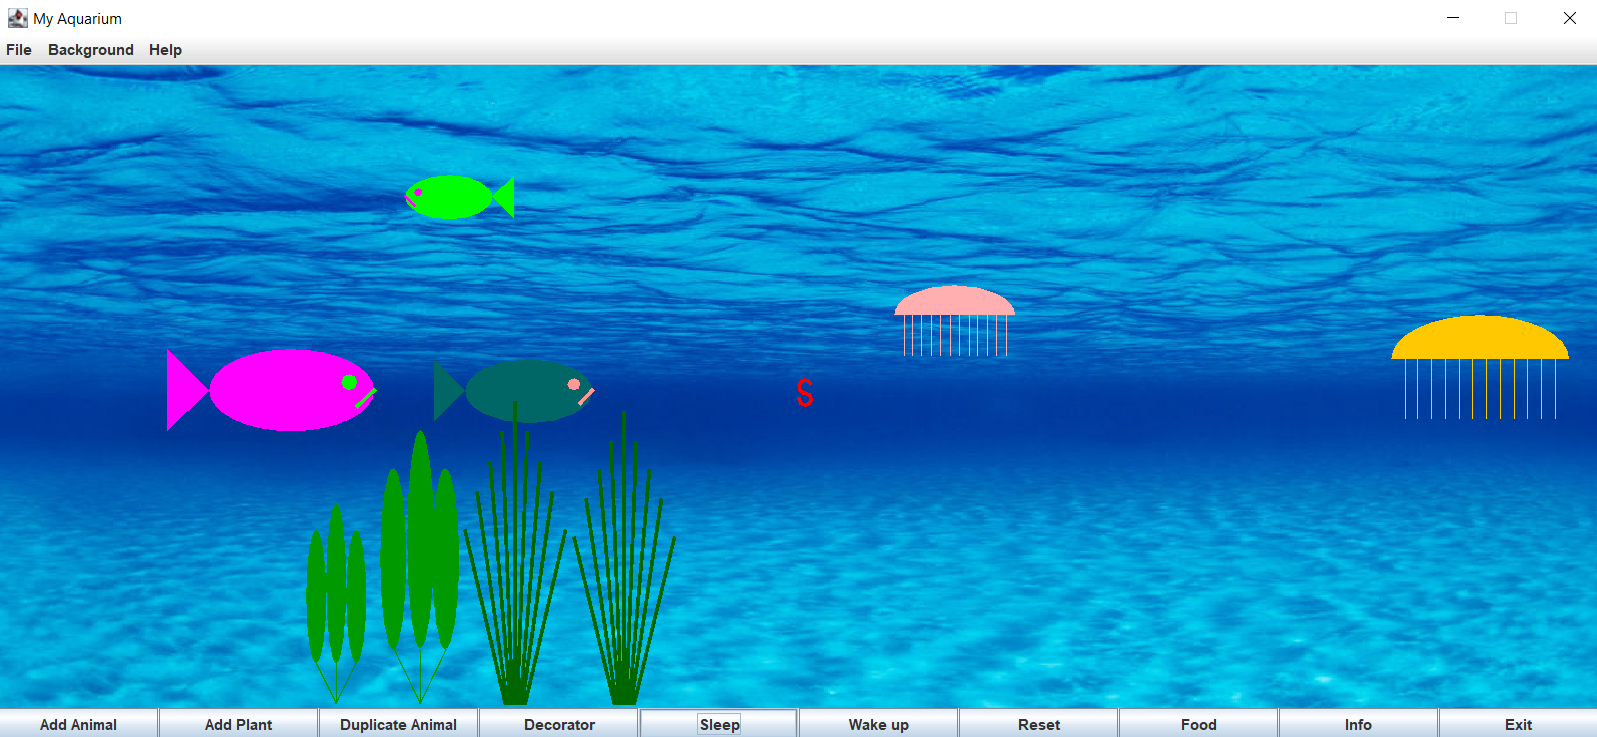 My Aquarium
File Background Help
S
Add Animal Add Plant Duplicate Animal Decorator Sleep Wake up Reset Food Info Exit